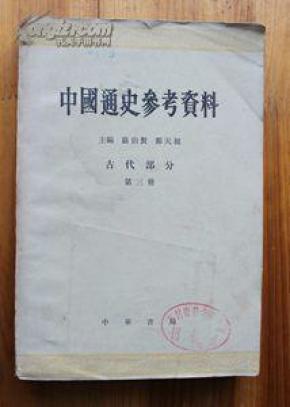 中國通史參考資料
主編 翦伯贊 鄭天挺
古代部分
第三冊
中華書局